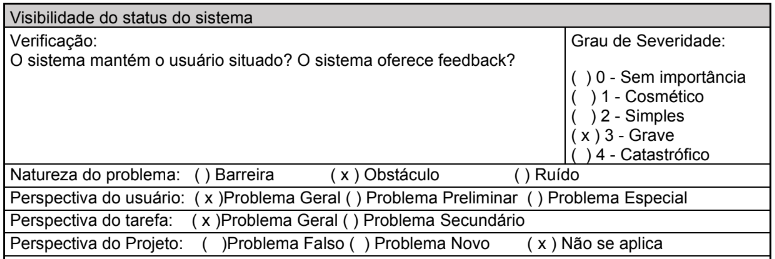 Visibilidade do status do sistema
Verificação:
O sistema mantém o usuário situado? O sistema oferece feedback?
Grau de Severidade:
( ) 0 - Sem importância
( ) 1 - Cosmético
( ) 2 - Simples
( x ) 3 - Grave
( ) 4 - Catastrófico
Natureza do problema: ( ) Barreira ( x ) Obstáculo ( ) Ruído
Perspectiva do usuário: ( x )Problema Geral ( ) Problema Preliminar ( ) Problema Especial
Perspectiva do tarefa: ( x )Problema Geral ( ) Problema Secundário
Perspectiva do Projeto: ( )Problema Falso ( ) Problema Novo ( x ) Não se aplica